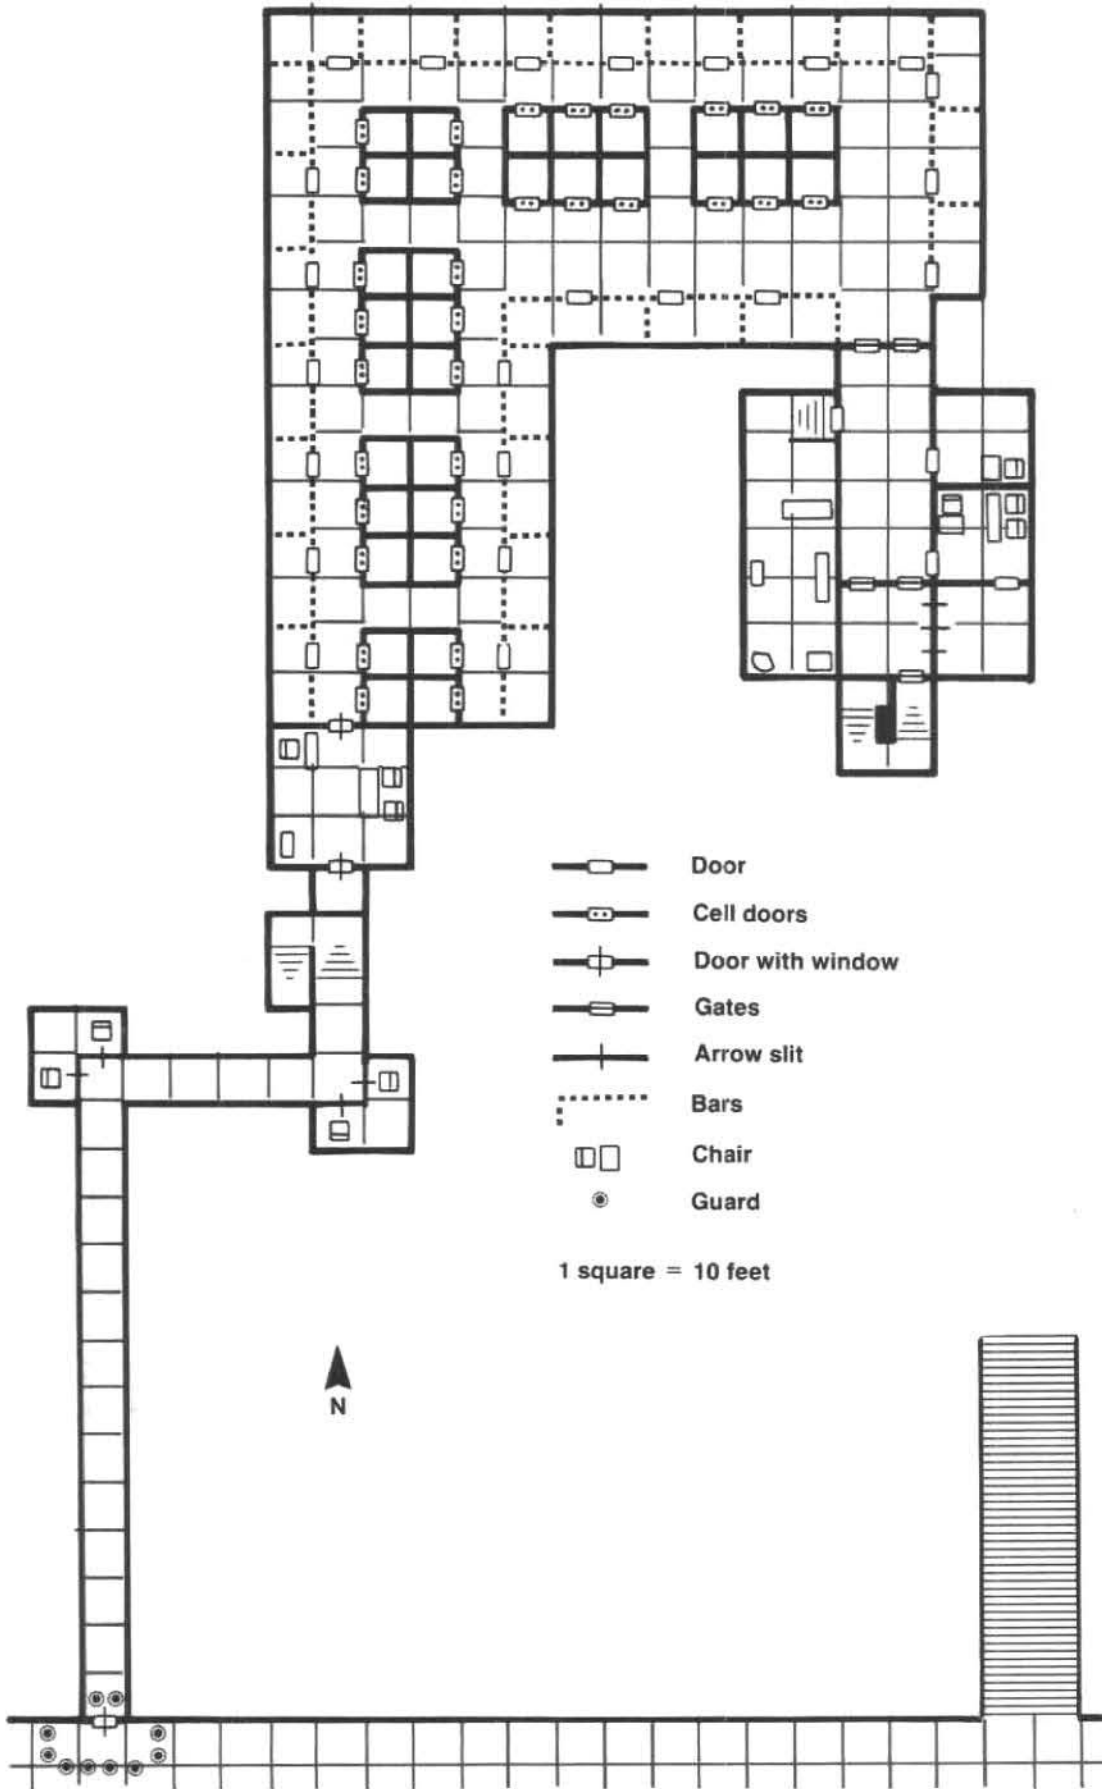 Door
Cell doors
Door with window
Gates
Arrow slit
Bars
Chair
Guard
1 square = 10 feet
N